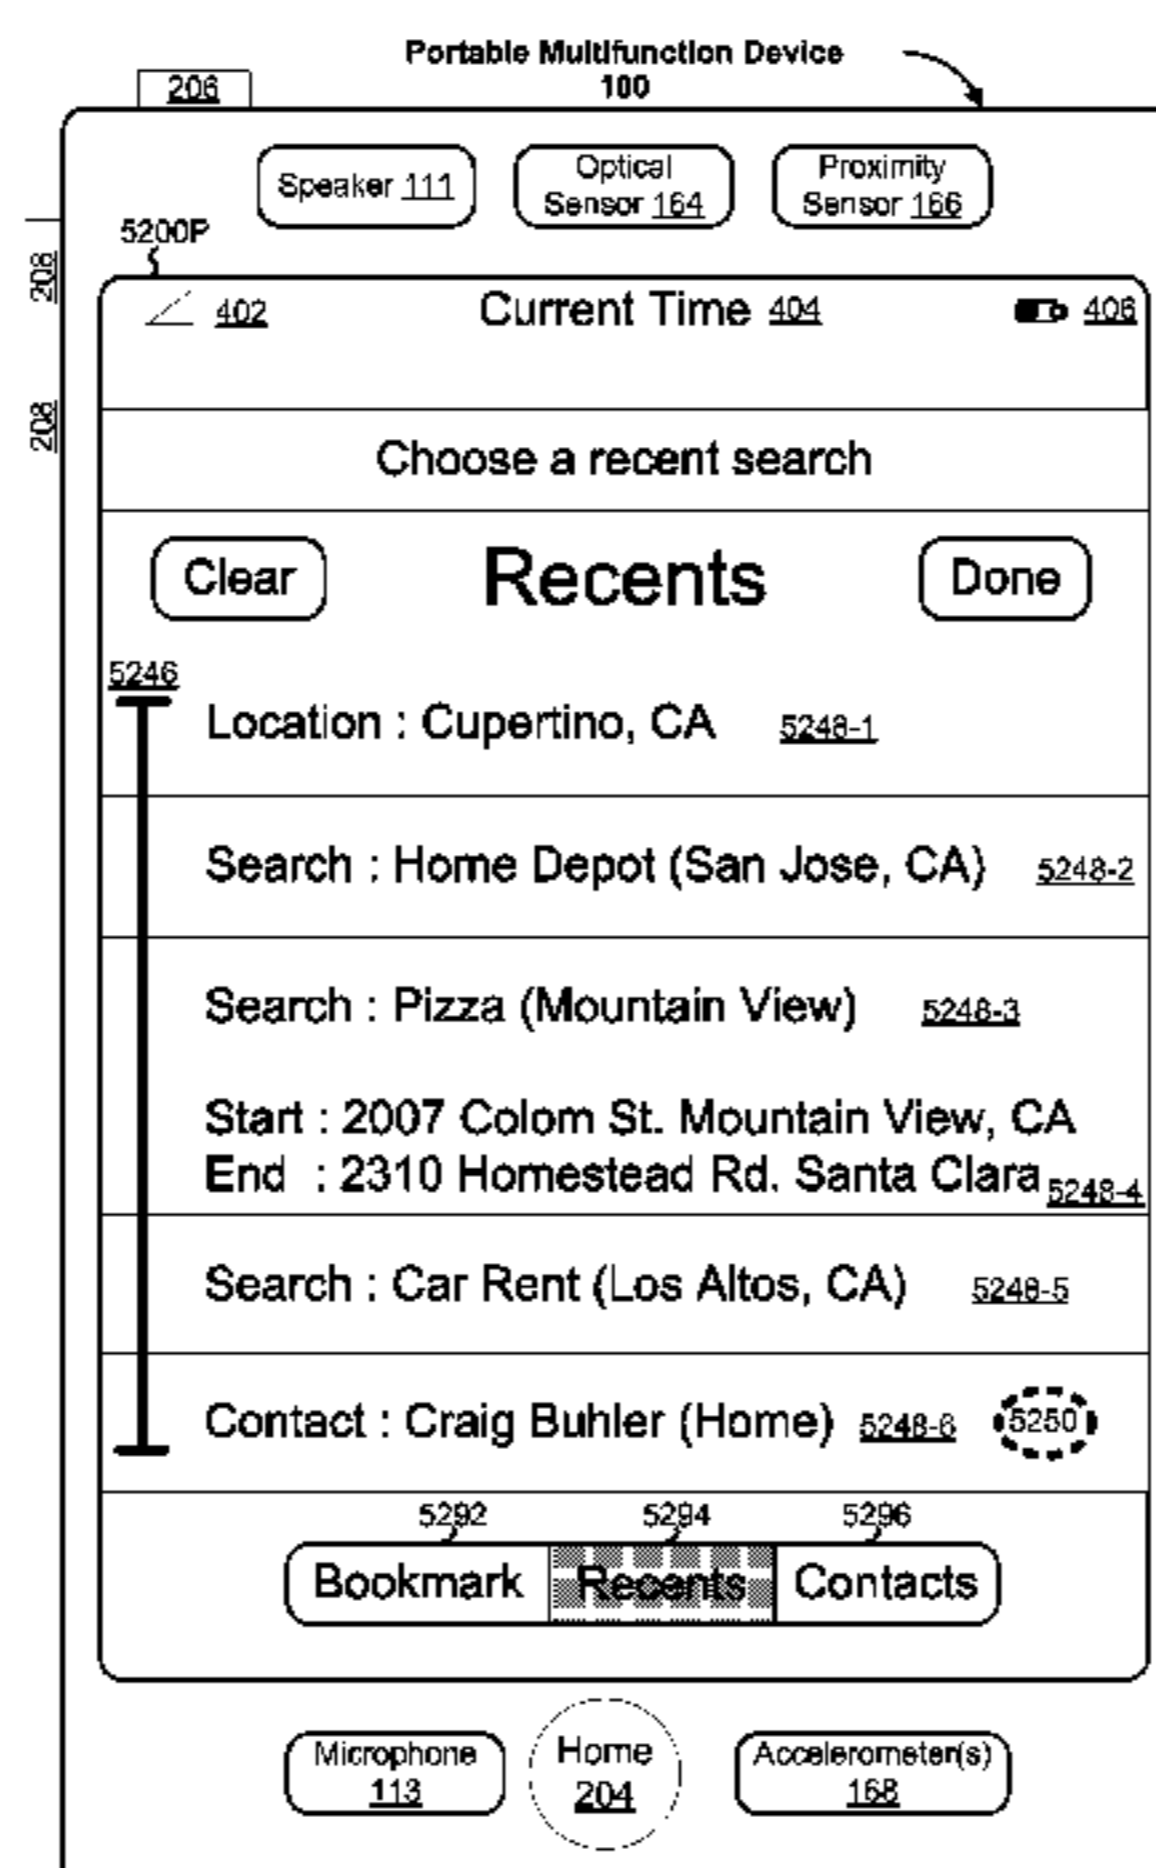 Portable Multifunction Device
100
206
Speaker 111
Optical
Sensor 164
Proximity
Sensor 166
5200P
208
208
402
Current Time 404
406
Choose a recent search
Clear
Recents
Done
5246
Location : Cupertino, CA 5248-1
Search : Home Depot (San Jose, CA) 5248-2
Search : Pizza (Mountain View) 5248-3
Start : 2007 Colom St. Mountain View, CA
End : 2310 Homestead Rd. Santa Clara 5248-4
Search : Car Rent (Los Altos, CA) 5248-5
Contact : Craig Buhler (Home) 5248-6 5250
5292 5294 5296
Bookmark Recents Contacts
Microphone
113
Home
204
Accelerometer(s)
168